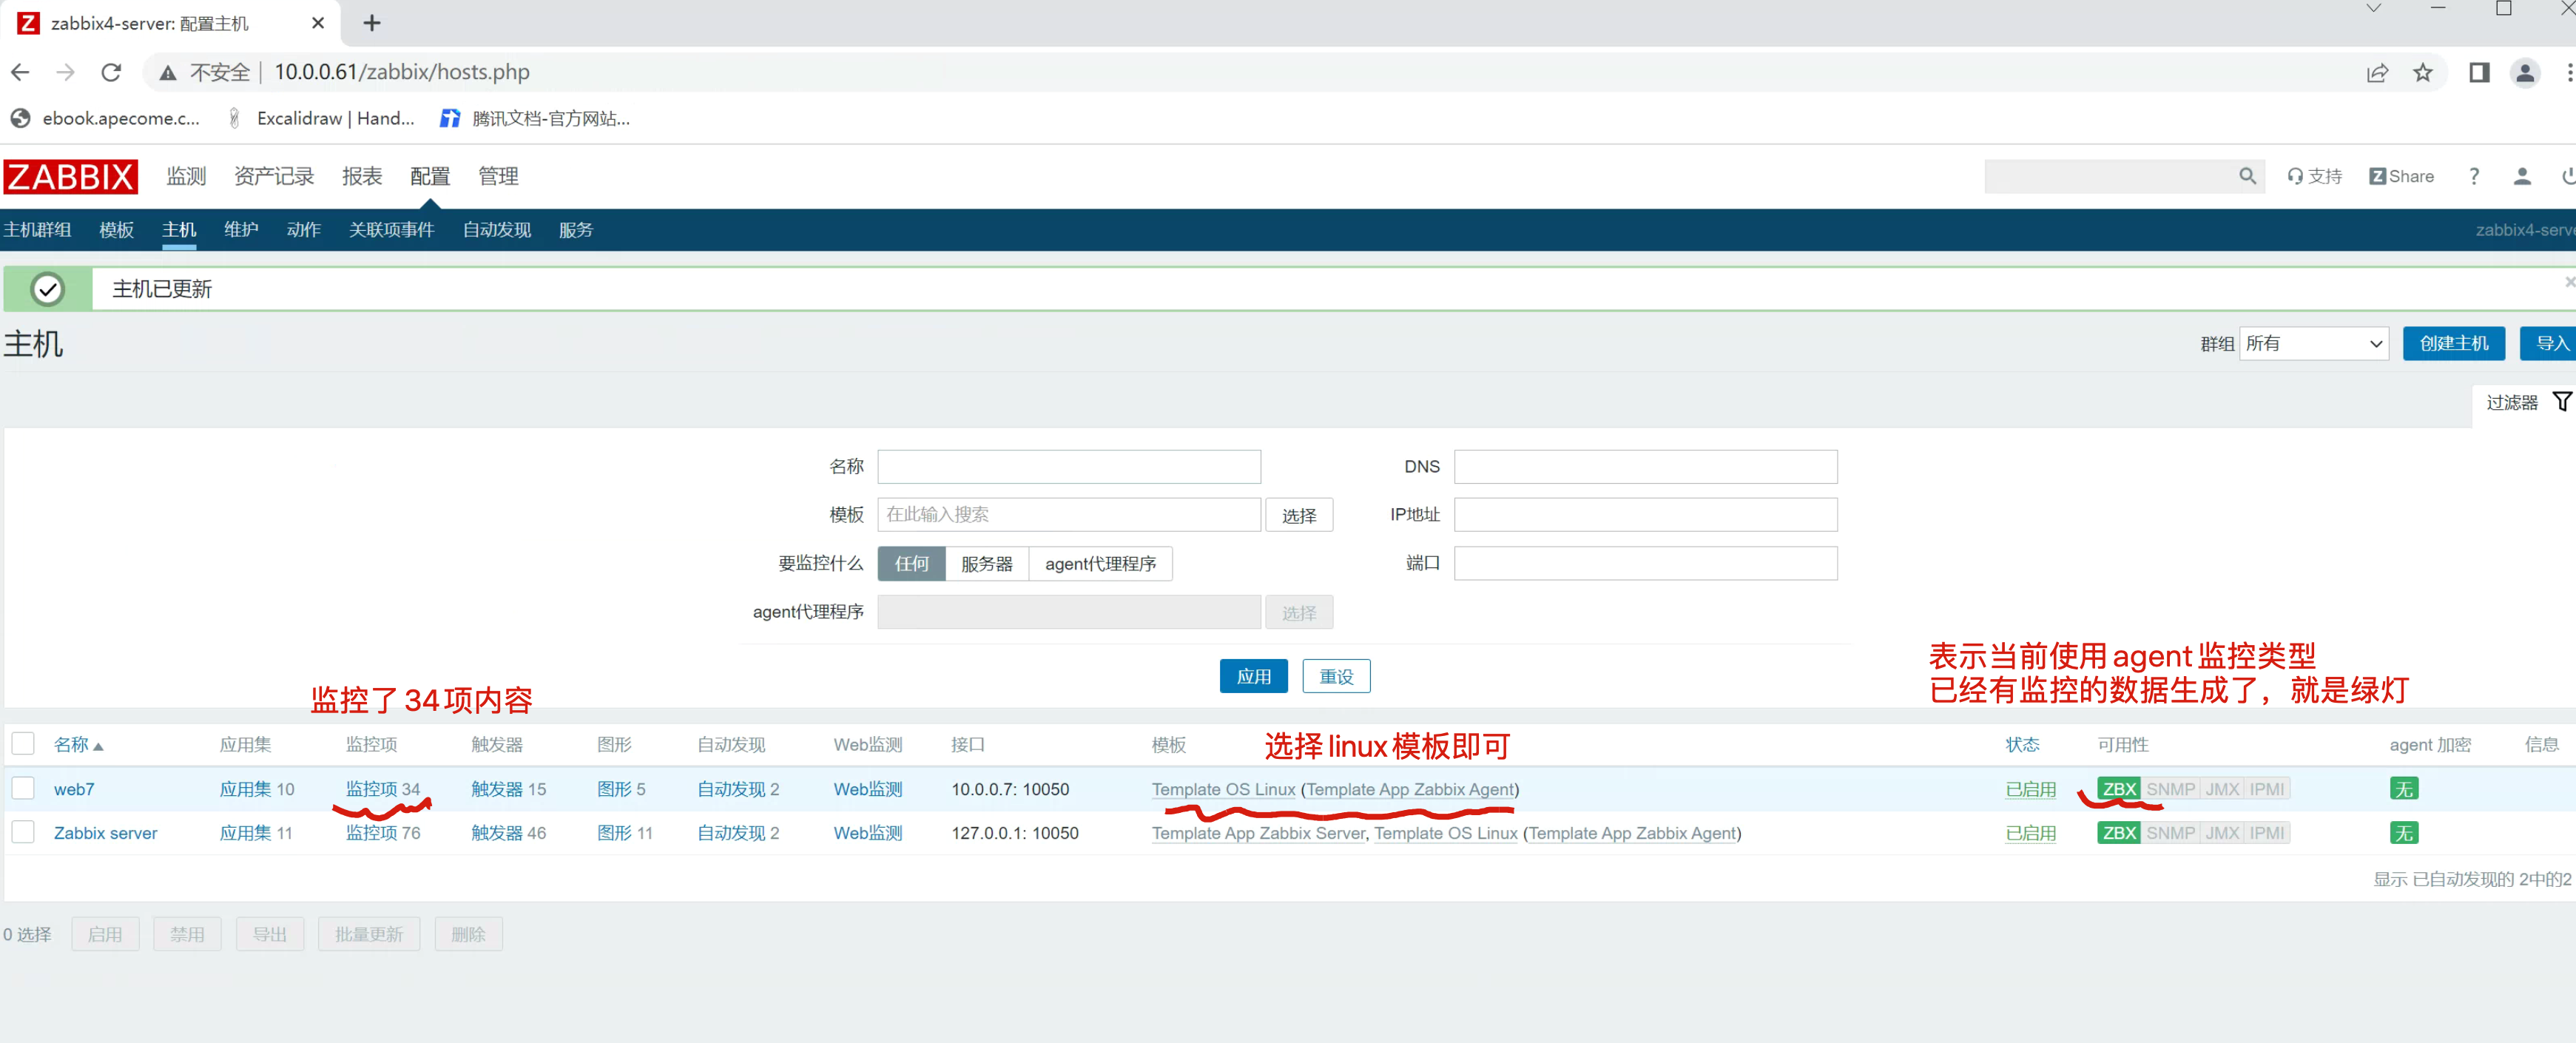 zabbix4-server: 配置主机
不安全 | 10.0.0.61/zabbix/hosts.php
ebook.apecome.c... Excalidraw | Hand... 腾讯文档-官方网站...
ZABBIX 监测 资产记录 报表 配置 管理 支持 Z Share ?
主机群组 模板 主机 维护 动作 关联项事件 自动发现 服务 zabbix4-serve
主机已更新
主机 群组 所有 创建主机 导入
过滤器
名称 DNS
模板 在此输入搜索 选择 IP地址
要监控什么 任何 服务器 agent代理程序 端口
agent代理程序 选择
应用 重设
表示当前使用agent监控类型
已经有监控的数据生成了，就是绿灯
监控了34项内容
选择linux模板即可
名称 应用集 监控项 触发器 图形 自动发现 Web监测 接口 模板 状态 可用性 agent 加密 信息
web7 应用集 10 监控项 34 触发器 15 图形 5 自动发现 2 Web监测 10.0.0.7: 10050 Template OS Linux (Template App Zabbix Agent) 已启用 ZBX SNMP JMX IPMI 无
Zabbix server 应用集 11 监控项 76 触发器 46 图形 11 自动发现 2 Web监测 127.0.0.1: 10050 Template App Zabbix Server, Template OS Linux (Template App Zabbix Agent) 已启用 ZBX SNMP JMX IPMI 无
显示 已自动发现的 2中的2
0 选择 启用 禁用 导出 批量更新 删除